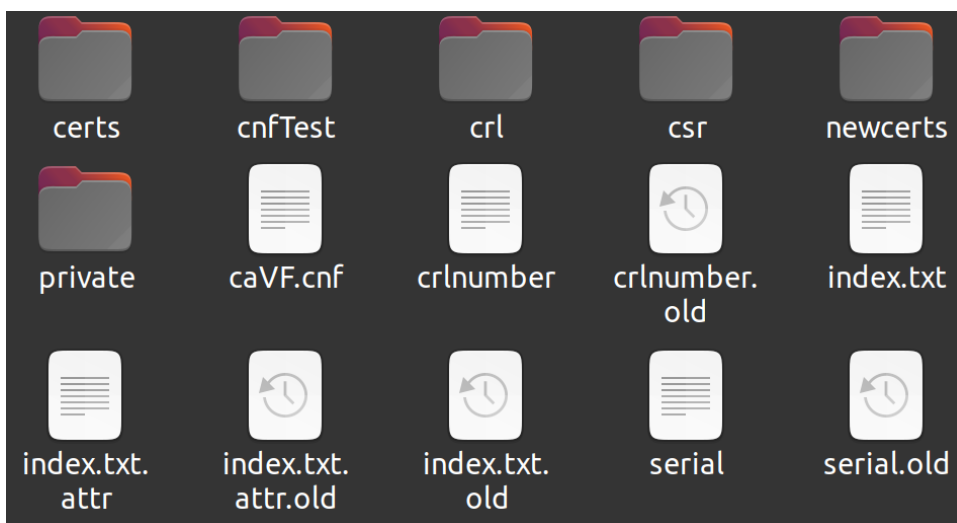 certs
cnfTest
crl
csr
newcerts
private
caVF.cnf
crlnumber
crlnumber.
old
index.txt
index.txt.
attr
index.txt.
attr.old
index.txt.
old
serial
serial.old